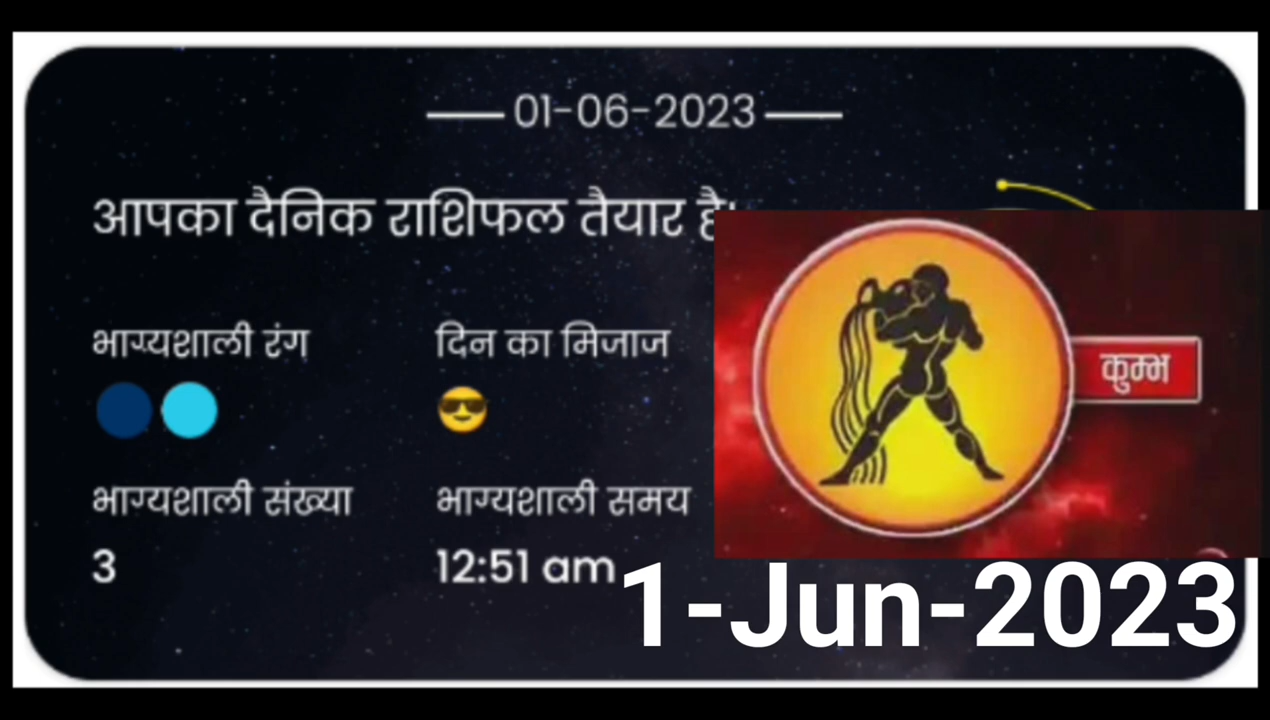 01-06-2023
आपका दैनिक राशिफल तैयार है!
भाग्यशाली रंग
दिन का मिजाज
कुम्भ
भाग्यशाली संख्या
भाग्यशाली समय
3
12:51 am
1-Jun-2023